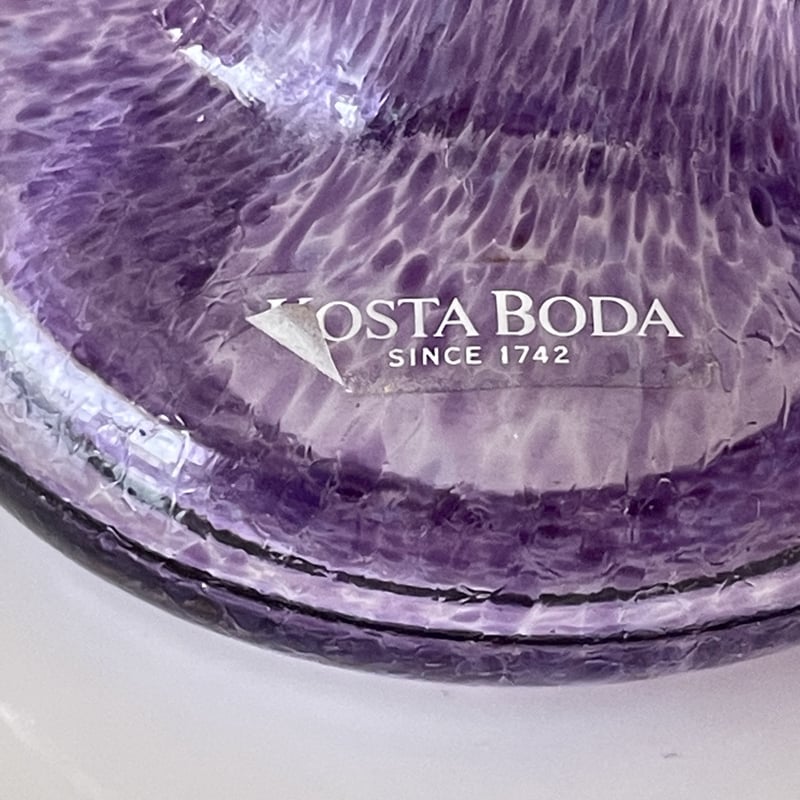 KOSTA BODA
SINCE 1742